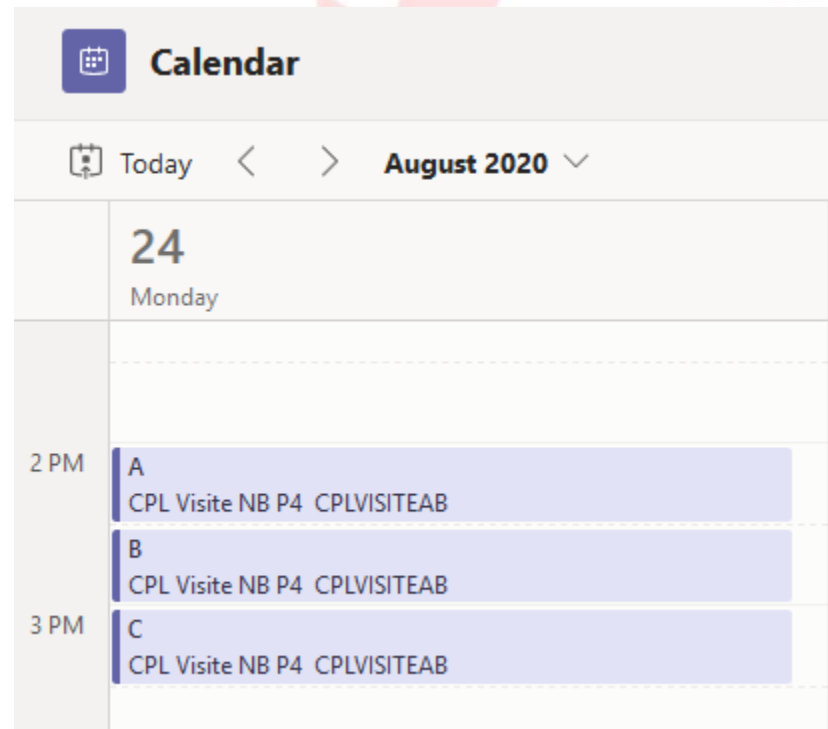 Calendar
Today < > August 2020
24
Monday
2 PM
A
CPL Visite NB P4 CPLVISITEAB
B
CPL Visite NB P4 CPLVISITEAB
3 PM
C
CPL Visite NB P4 CPLVISITEAB